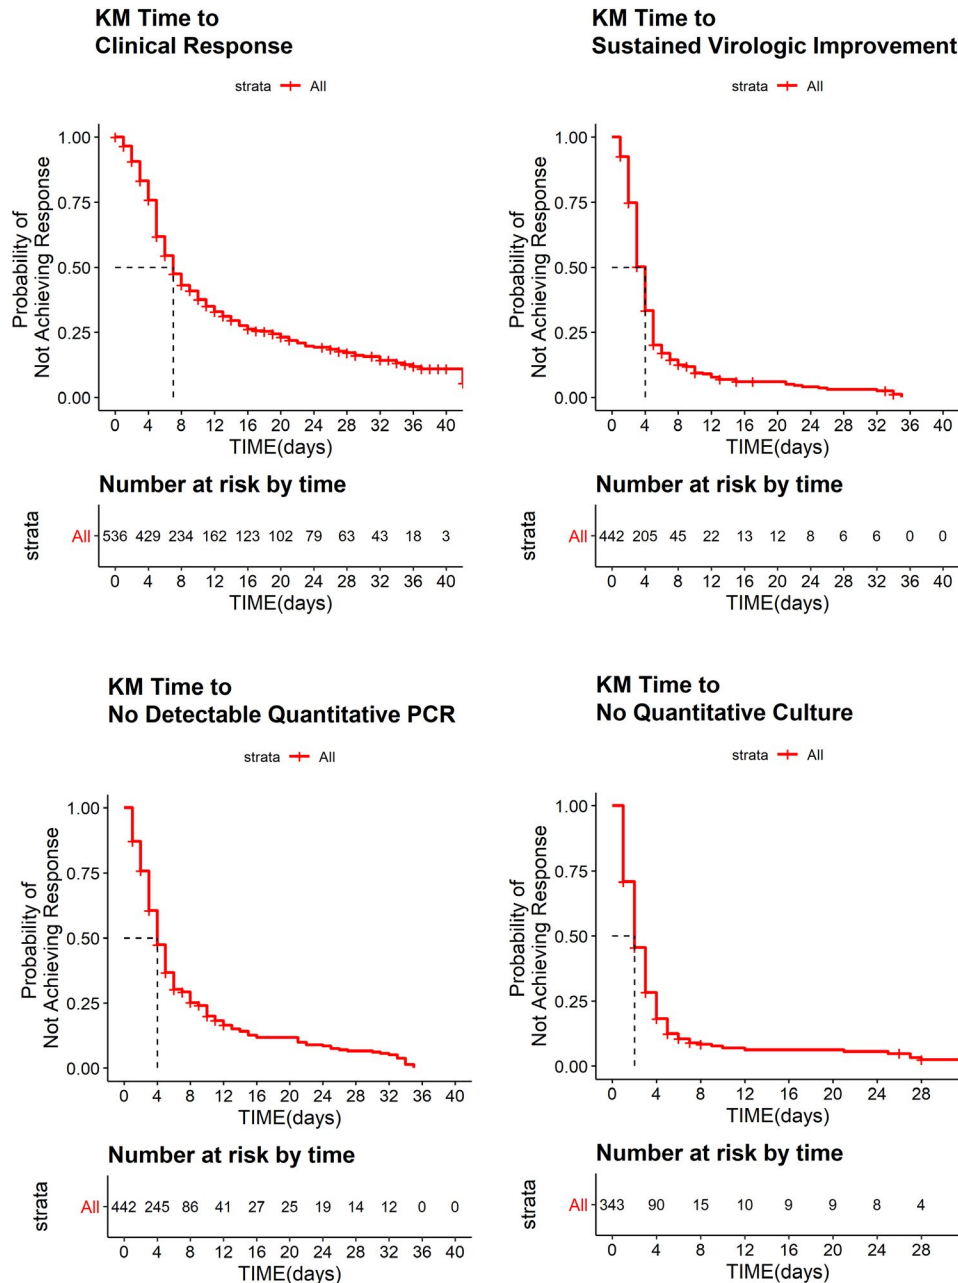 KM Time to
Clinical Response
strata All
Probability of
Not Achieving Response
1.00
0.75
0.50
0.25
0.00
0 4 8 12 16 20 24 28 32 36 40
TIME(days)
Number at risk by time
strata
All 536 429 234 162 123 102 79 63 43 18 3
0 4 8 12 16 20 24 28 32 36 40
TIME(days)
KM Time to
Sustained Virologic Improvement
strata All
Probability of
Not Achieving Response
1.00
0.75
0.50
0.25
0.00
0 4 8 12 16 20 24 28 32 36 40
TIME(days)
Number at risk by time
strata
All 442 205 45 22 13 12 8 6 6 0 0
0 4 8 12 16 20 24 28 32 36 40
TIME(days)
KM Time to
No Detectable Quantitative PCR
strata All
Probability of
Not Achieving Response
1.00
0.75
0.50
0.25
0.00
0 4 8 12 16 20 24 28 32 36 40
TIME(days)
Number at risk by time
strata
All 442 245 86 41 27 25 19 14 12 0 0
0 4 8 12 16 20 24 28 32 36 40
TIME(days)
KM Time to
No Quantitative Culture
strata All
Probability of
Not Achieving Response
1.00
0.75
0.50
0.25
0.00
0 4 8 12 16 20 24 28
TIME(days)
Number at risk by time
strata
All 343 90 15 10 9 9 8 4
0 4 8 12 16 20 24 28
TIME(days)